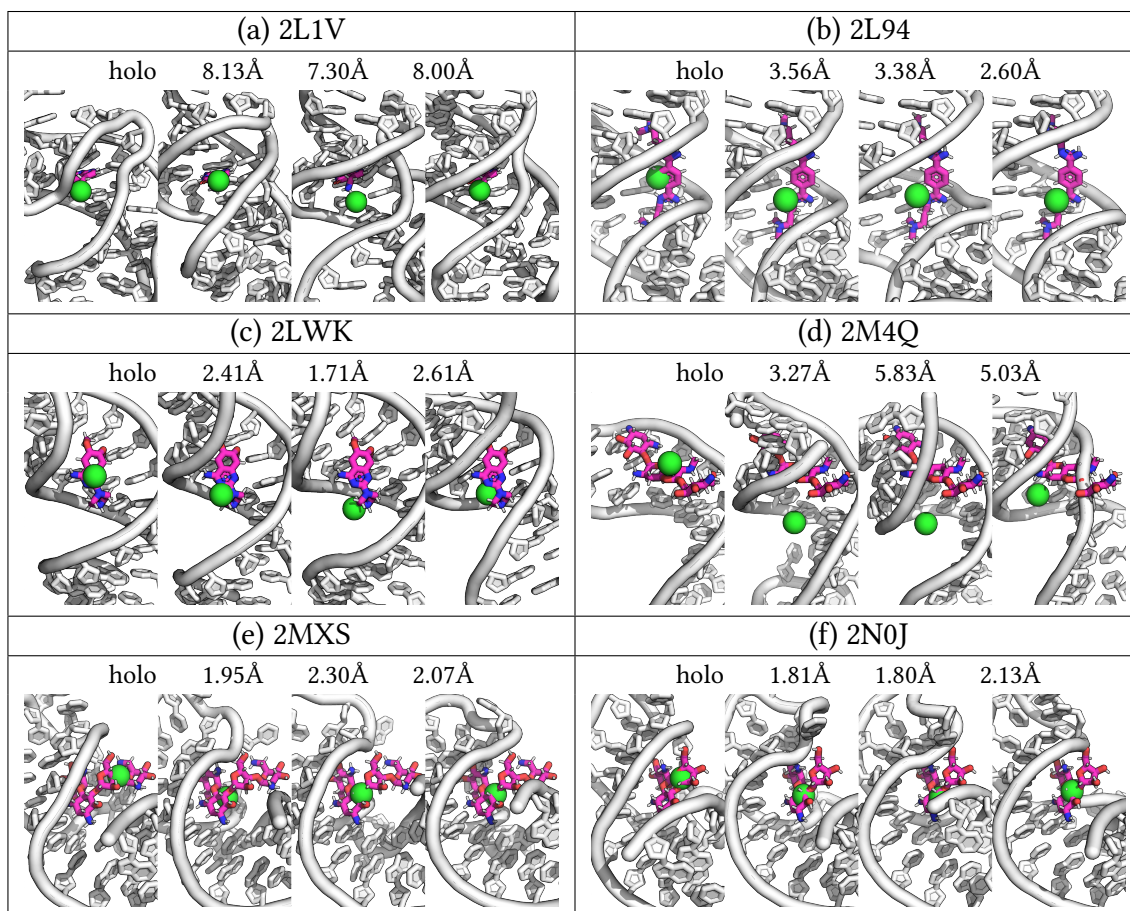 (a) 2L1V
(b) 2L94
holo 8.13Å 7.30Å 8.00Å
holo 3.56Å 3.38Å 2.60Å
(c) 2LWK
(d) 2M4Q
holo 2.41Å 1.71Å 2.61Å
holo 3.27Å 5.83Å 5.03Å
(e) 2MXS
(f) 2N0J
holo 1.95Å 2.30Å 2.07Å
holo 1.81Å 1.80Å 2.13Å